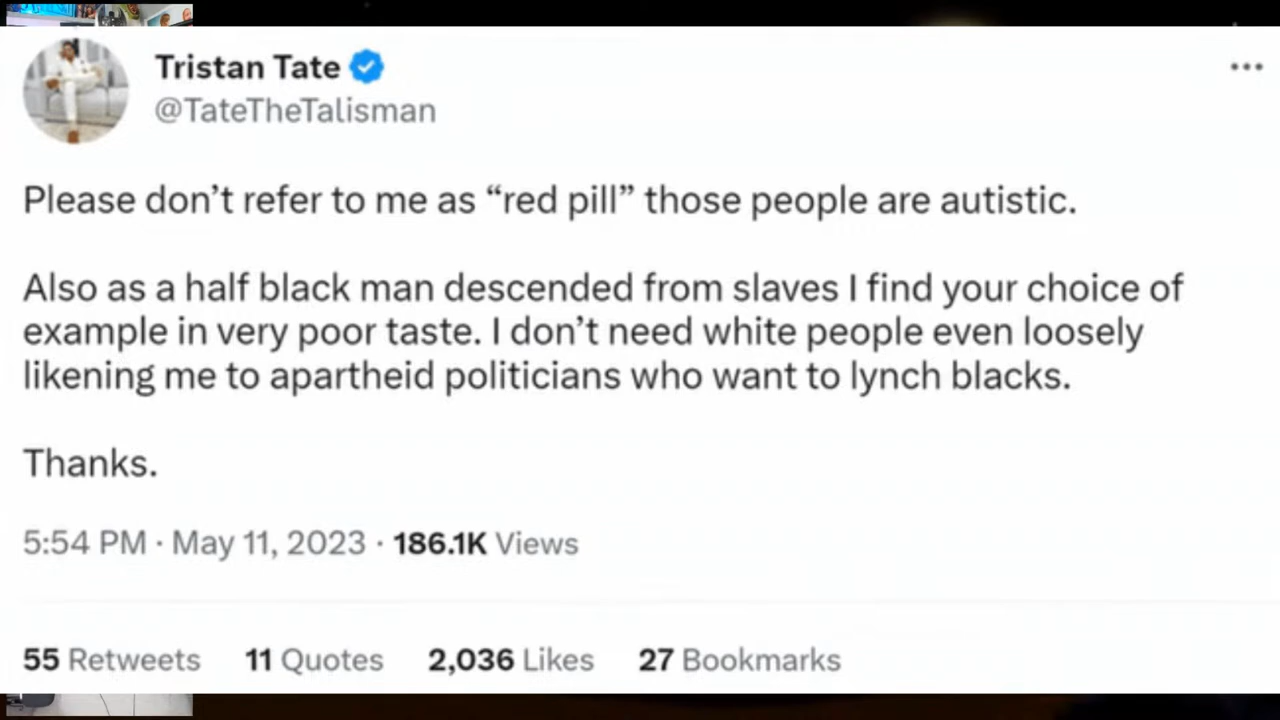 Tristan Tate
@TateTheTalisman
Please don’t refer to me as “red pill” those people are autistic.
Also as a half black man descended from slaves I find your choice of
example in very poor taste. I don’t need white people even loosely
likening me to apartheid politicians who want to lynch blacks.
Thanks.
5:54 PM · May 11, 2023 · 186.1K Views
55 Retweets 11 Quotes 2,036 Likes 27 Bookmarks